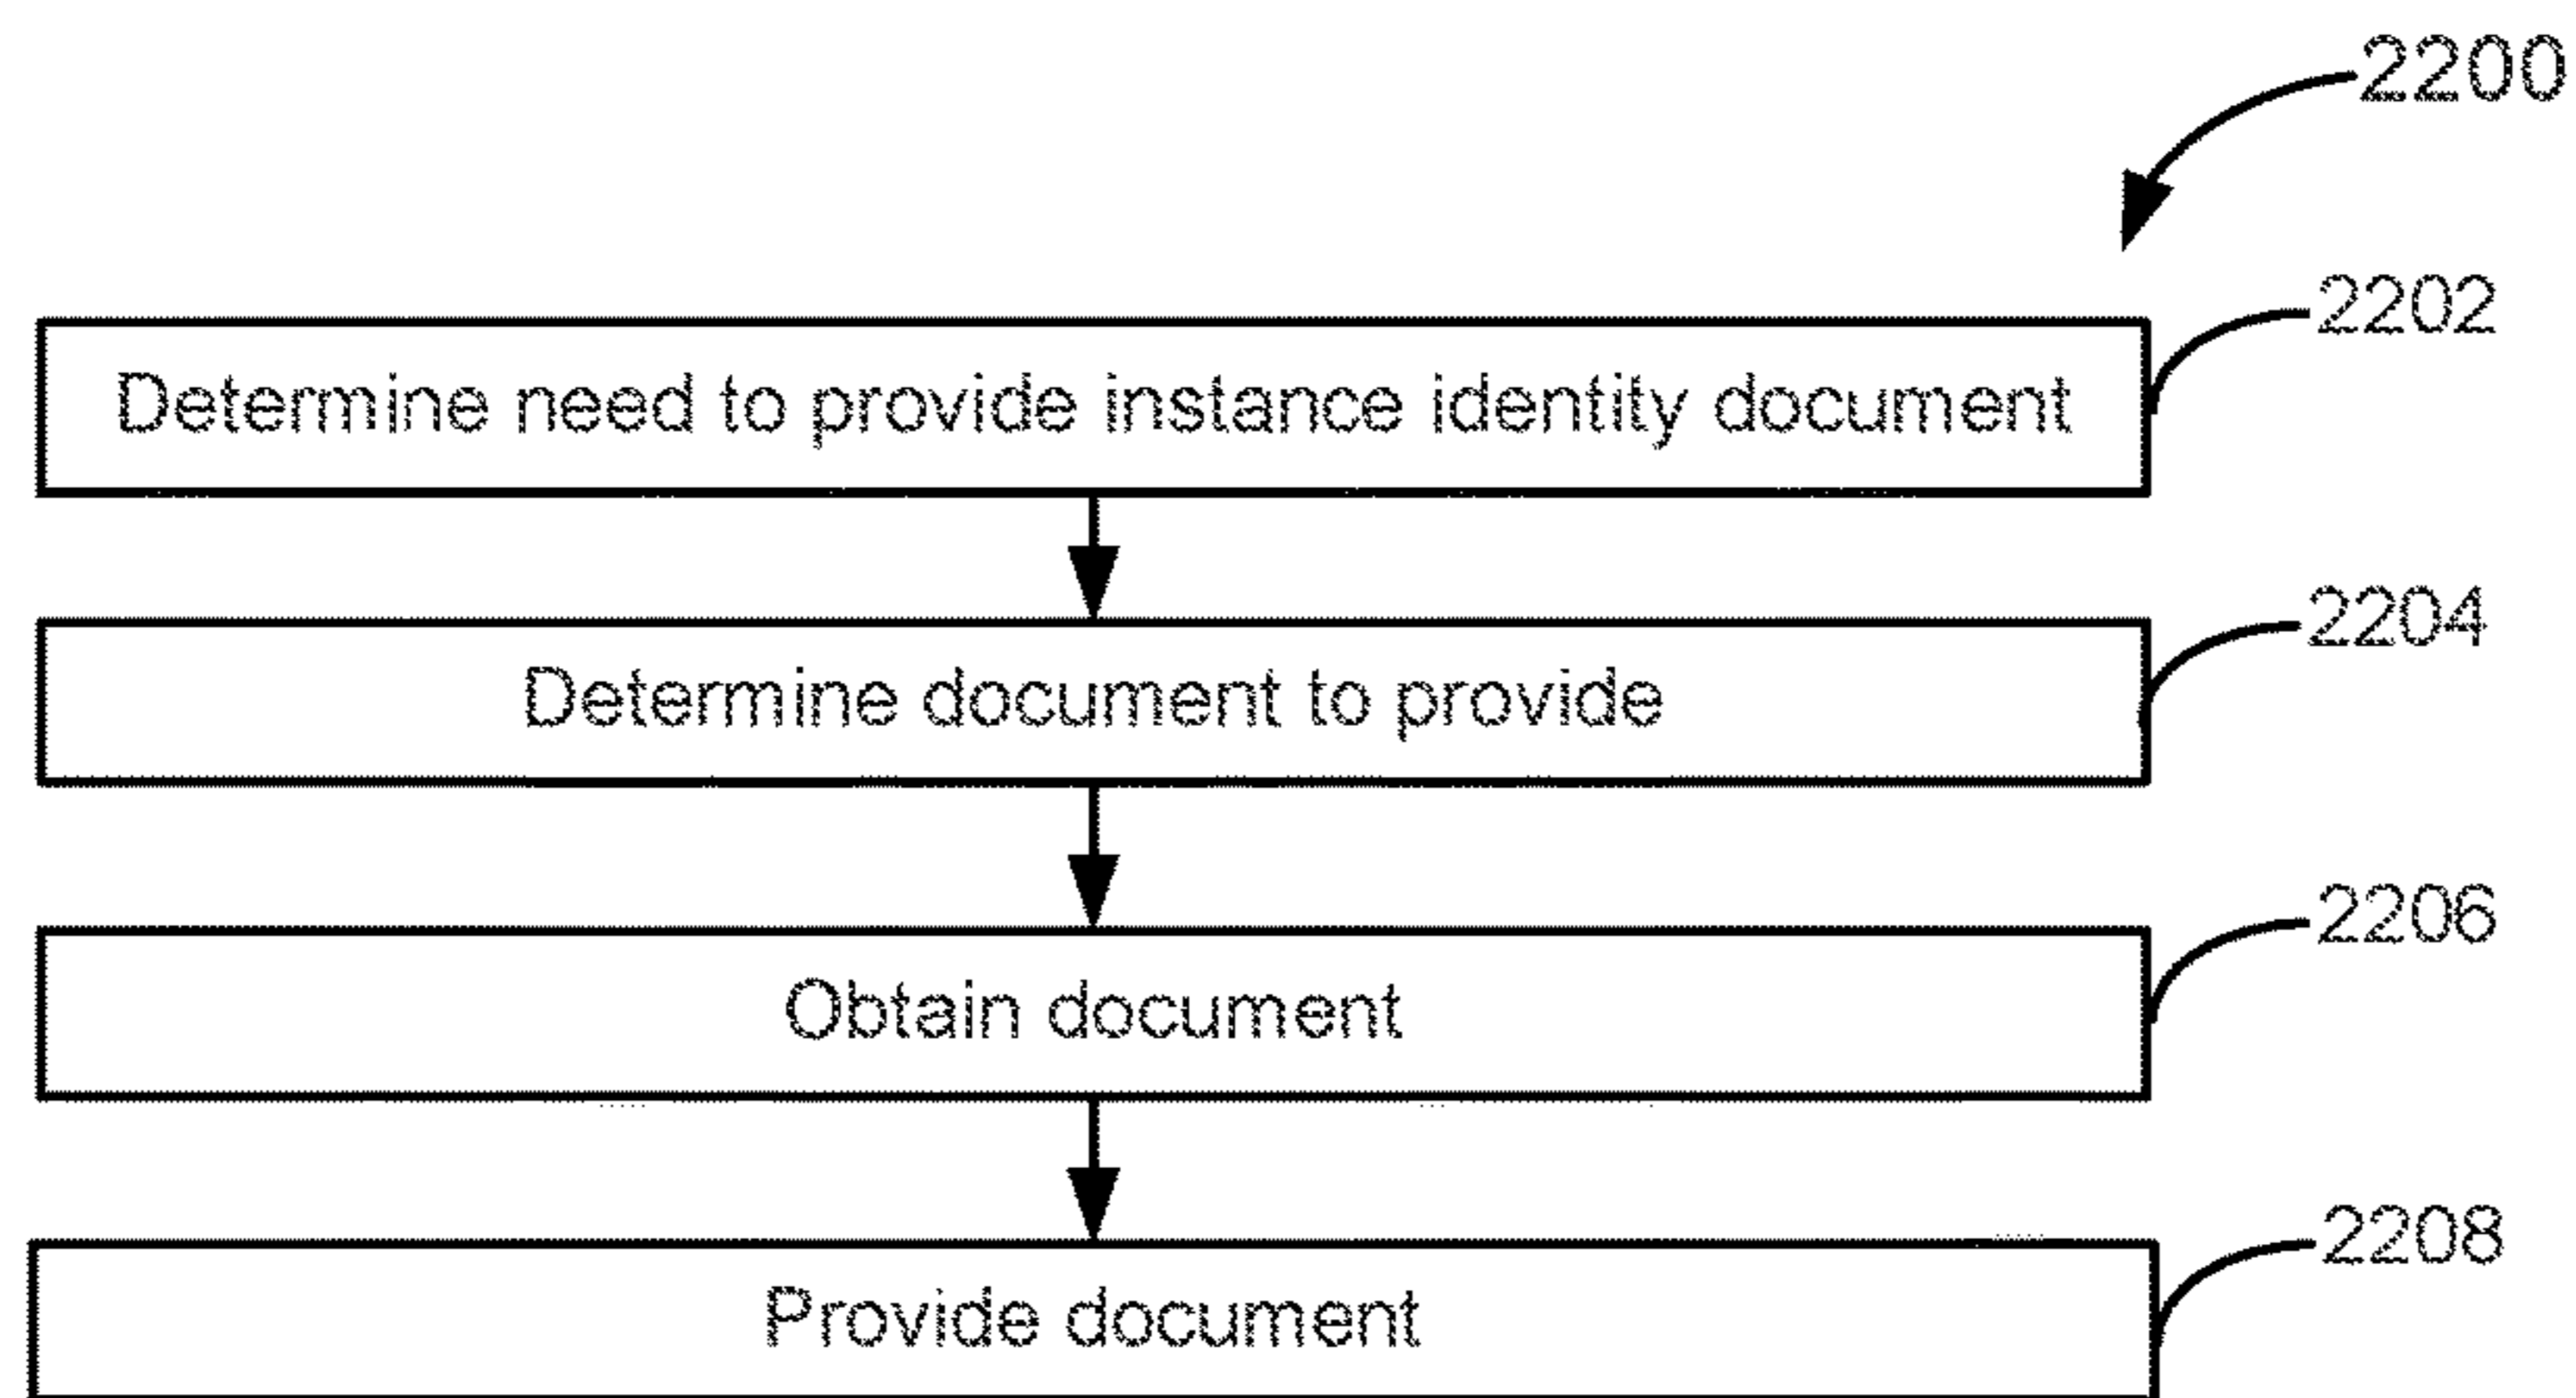 2200
2202
Determine need to provide instance identity document
2204
Determine document to provide
2206
Obtain document
2208
Provide document